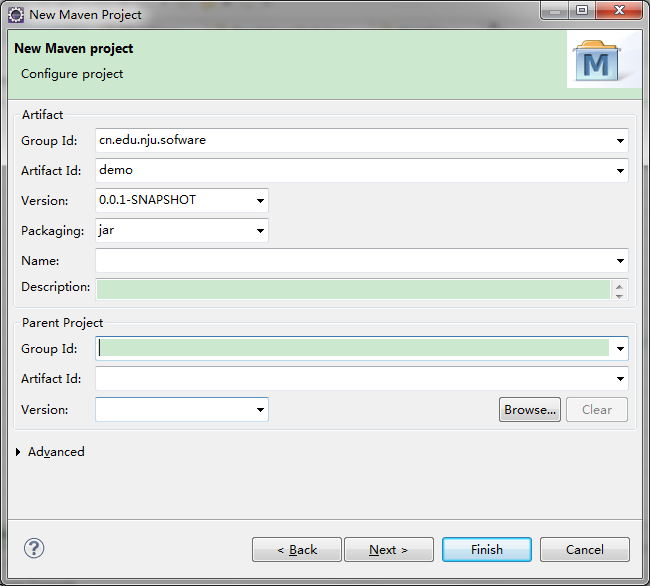 New Maven Project
New Maven project
Configure project
M
Artifact
Group Id: cn.edu.nju.sofware
Artifact Id: demo
Version: 0.0.1-SNAPSHOT
Packaging: jar
Name:
Description:
Parent Project
Group Id:
Artifact Id:
Version: Browse... Clear
Advanced
? < Back Next > Finish Cancel